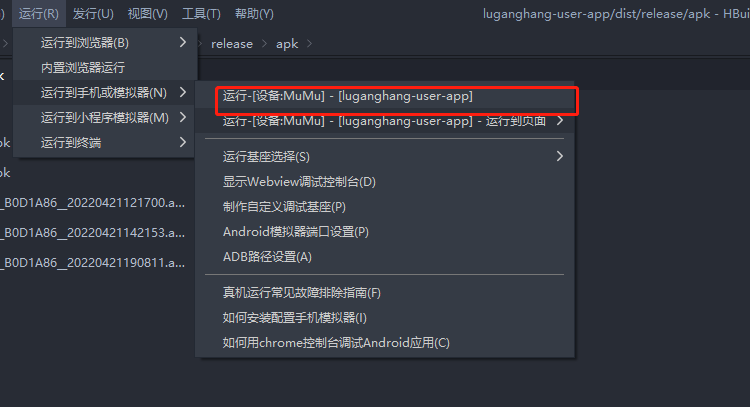 运行(R) 发行(U) 视图(V) 工具(T) 帮助(Y) luganghang-user-app/dist/release/apk - HBui
release apk
运行到浏览器(B)
内置浏览器运行
运行到手机或模拟器(N)
运行到小程序模拟器(M)
运行到终端
运行-[设备:MuMu] - [luganghang-user-app]
运行-[设备:MuMu] - [luganghang-user-app] - 运行到页面
运行基座选择(S)
显示Webview调试控制台(D)
制作自定义调试基座(P)
Android模拟器端口设置(P)
ADB路径设置(A)
真机运行常见故障排除指南(F)
如何安装配置手机模拟器(I)
如何用chrome控制台调试Android应用(C)
pk
pk
_B0D1A86__20220421121700.a...
_B0D1A86__20220421142153.a...
_B0D1A86__20220421190811.a...